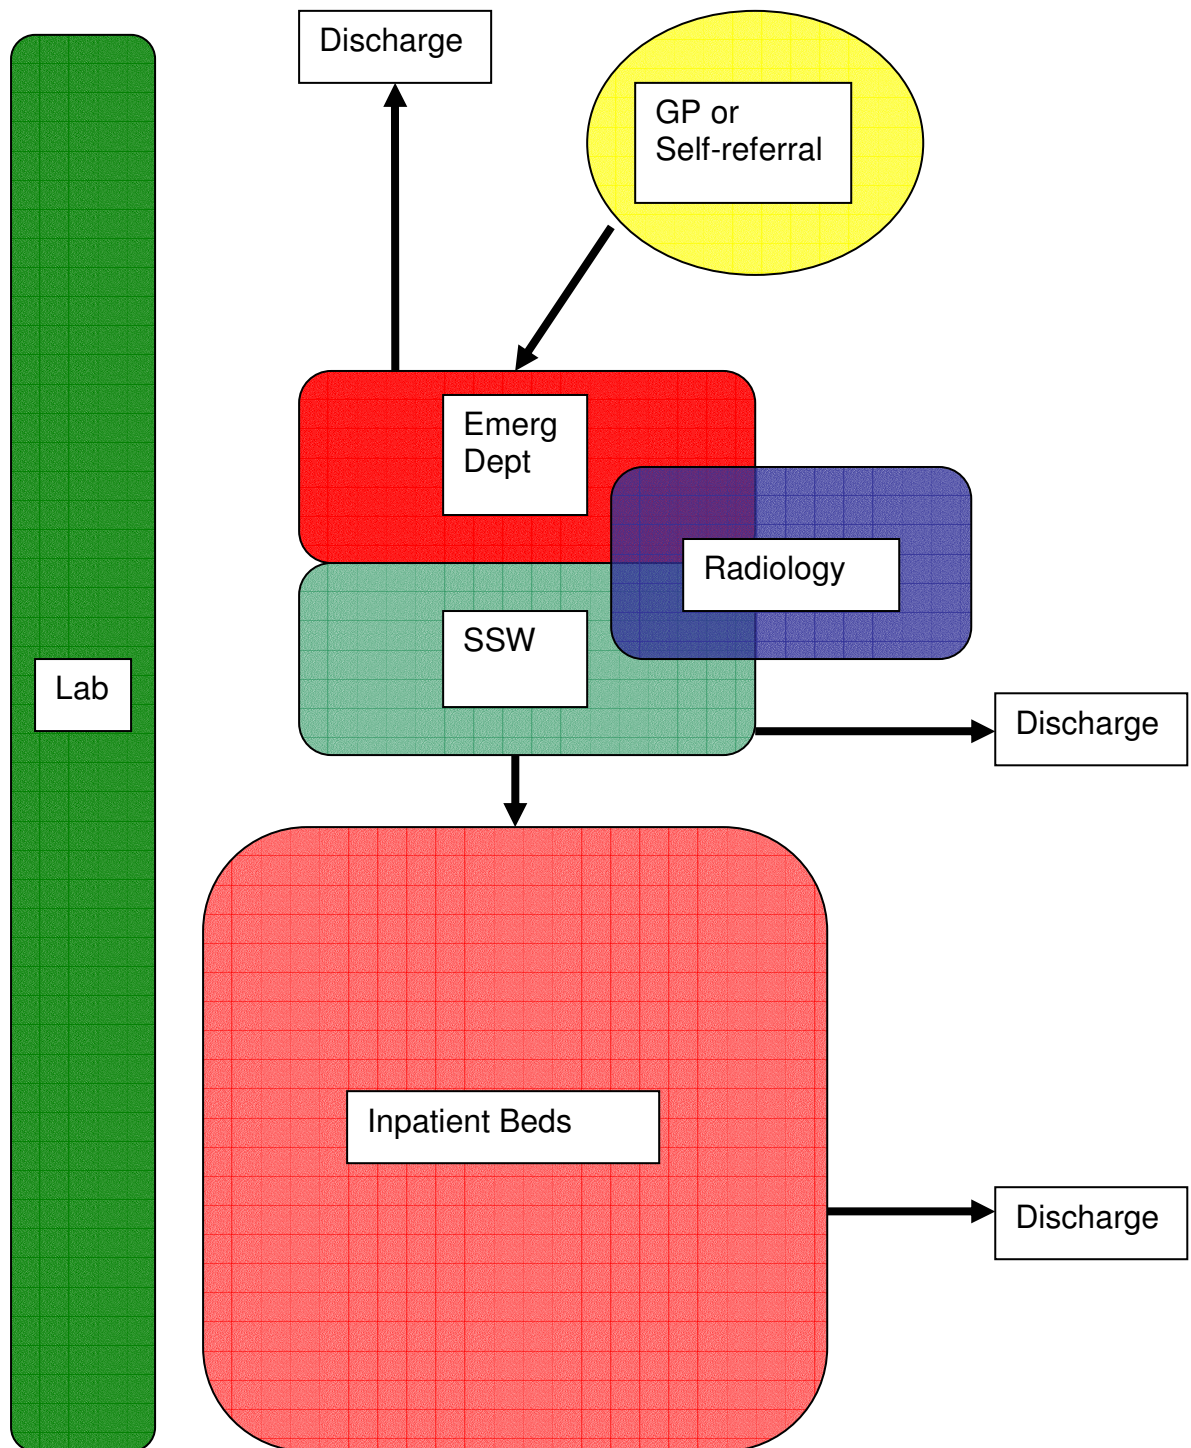 Discharge
GP or
Self-referral
Emerg
Dept
Radiology
SSW
Lab
Discharge
Inpatient Beds
Discharge